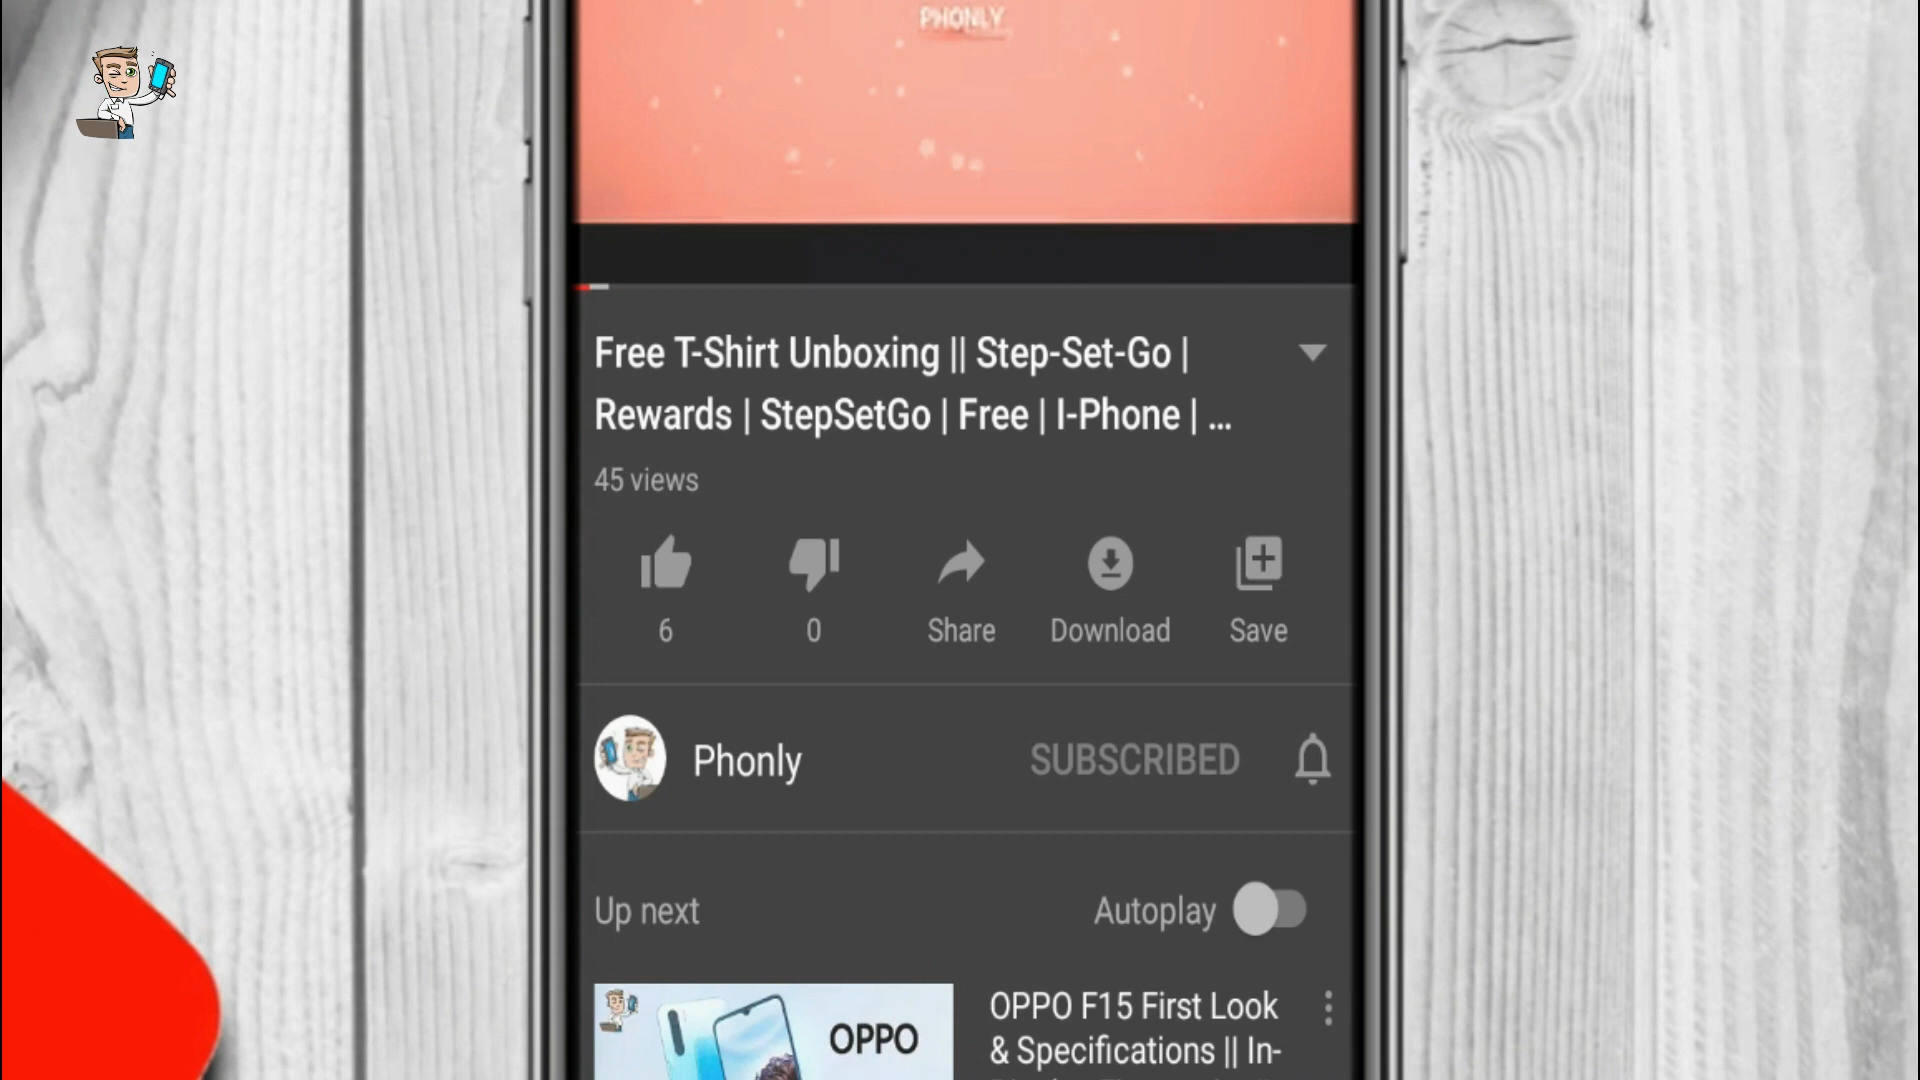 PHONLY
Free T-Shirt Unboxing || Step-Set-Go |
Rewards | StepSetGo | Free | I-Phone | ...
45 views
6
0
Share
Download
Save
Phonly
SUBSCRIBED
Up next
Autoplay
OPPO
OPPO F15 First Look
& Specifications || In-